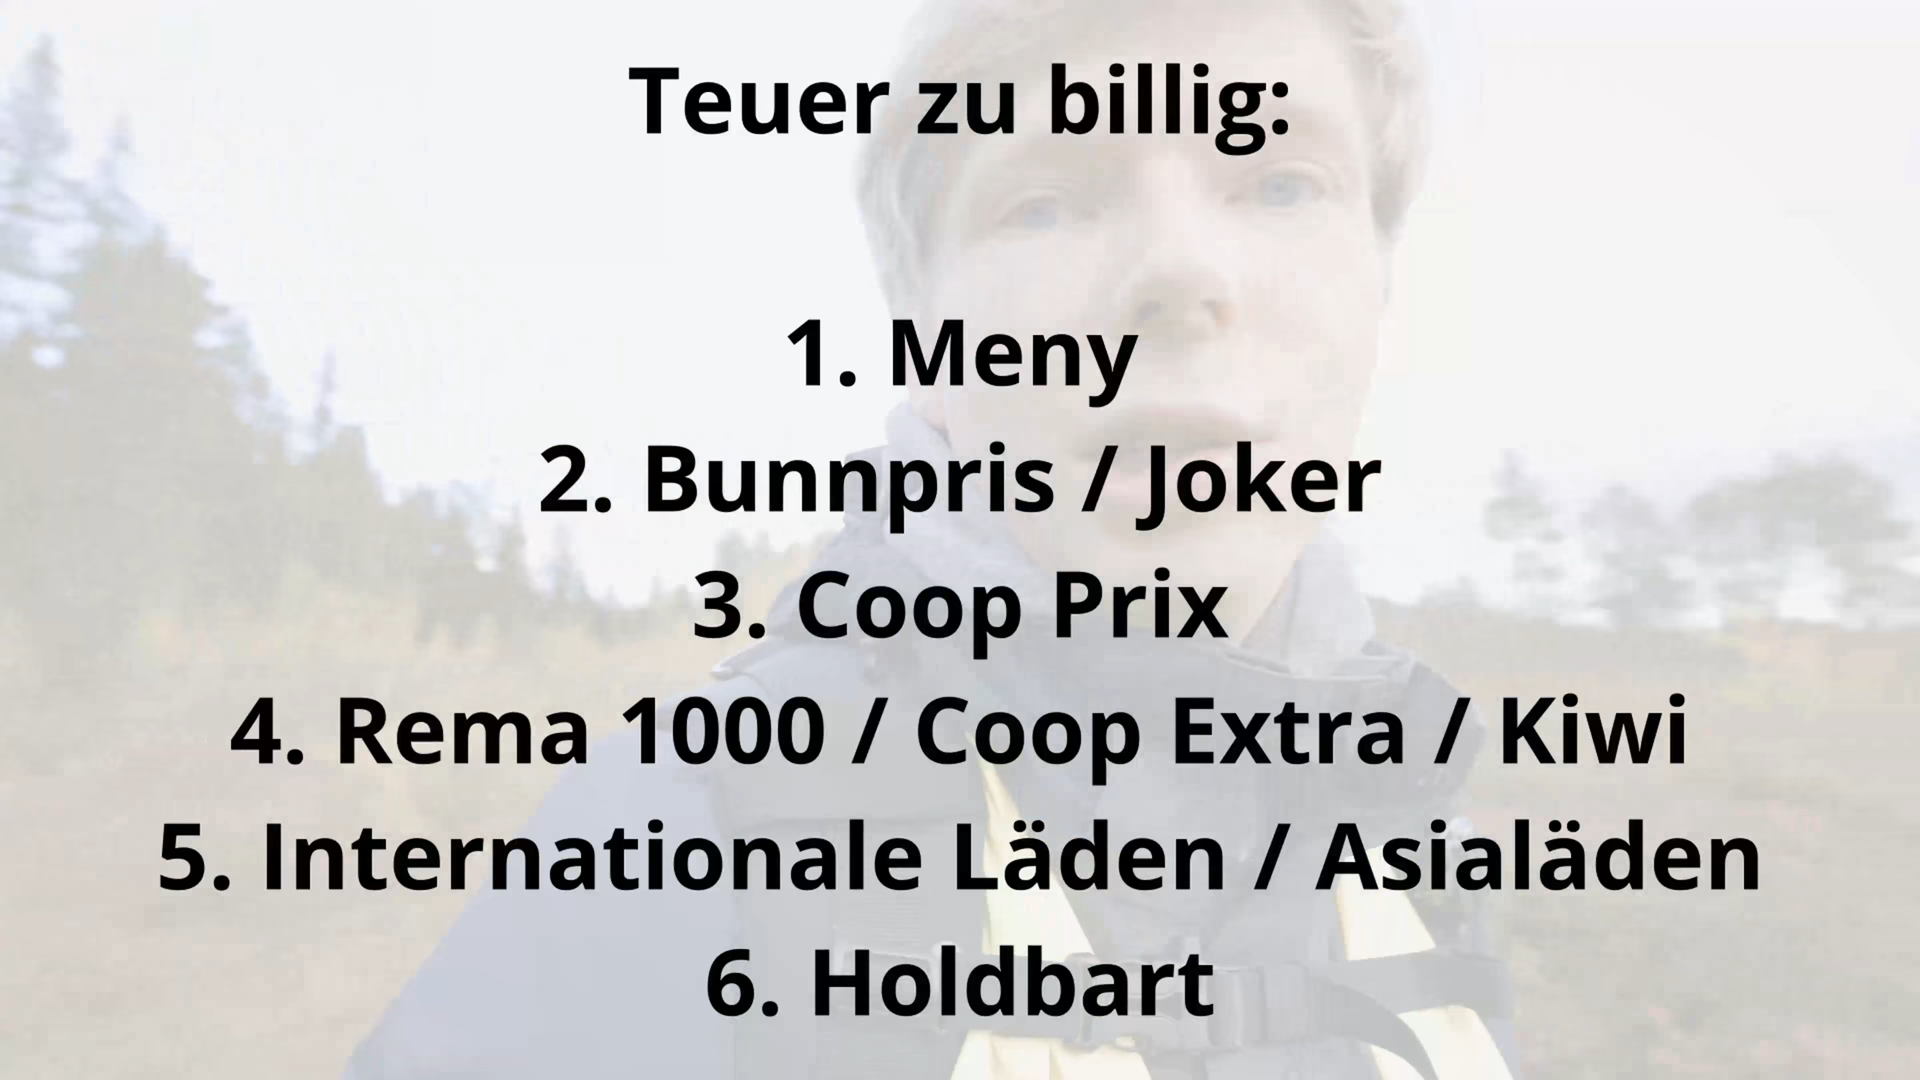 Teuer zu billig:
1. Meny
2. Bunnpris / Joker
3. Coop Prix
4. Rema 1000 / Coop Extra / Kiwi
5. Internationale Läden / Asialäden
6. Holdbart